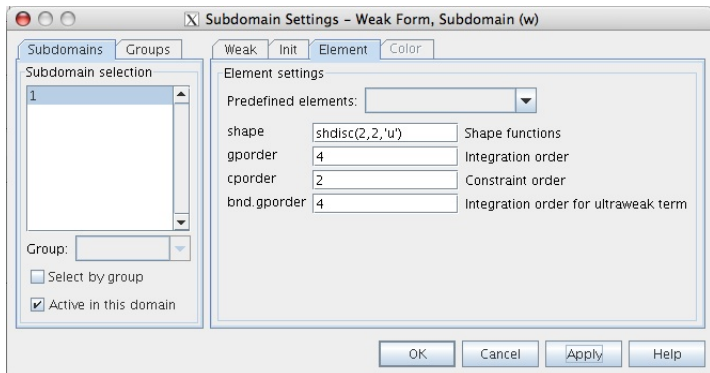 X Subdomain Settings – Weak Form, Subdomain (w)
Subdomains Groups
Subdomain selection
1
Group:
Select by group
Active in this domain
Weak Init Element Color
Element settings
Predefined elements:
shape shdisc(2,2,'u') Shape functions
gporder 4 Integration order
cporder 2 Constraint order
bnd.gporder 4 Integration order for ultraweak term
OK Cancel Apply Help